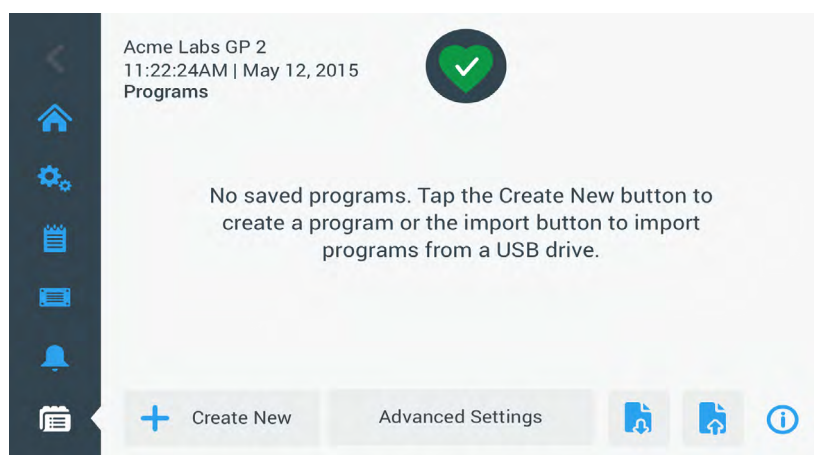 Acme Labs GP 2
11:22:24AM | May 12, 2015
Programs
No saved programs. Tap the Create New button to
create a program or the import button to import
programs from a USB drive.
Create New
Advanced Settings